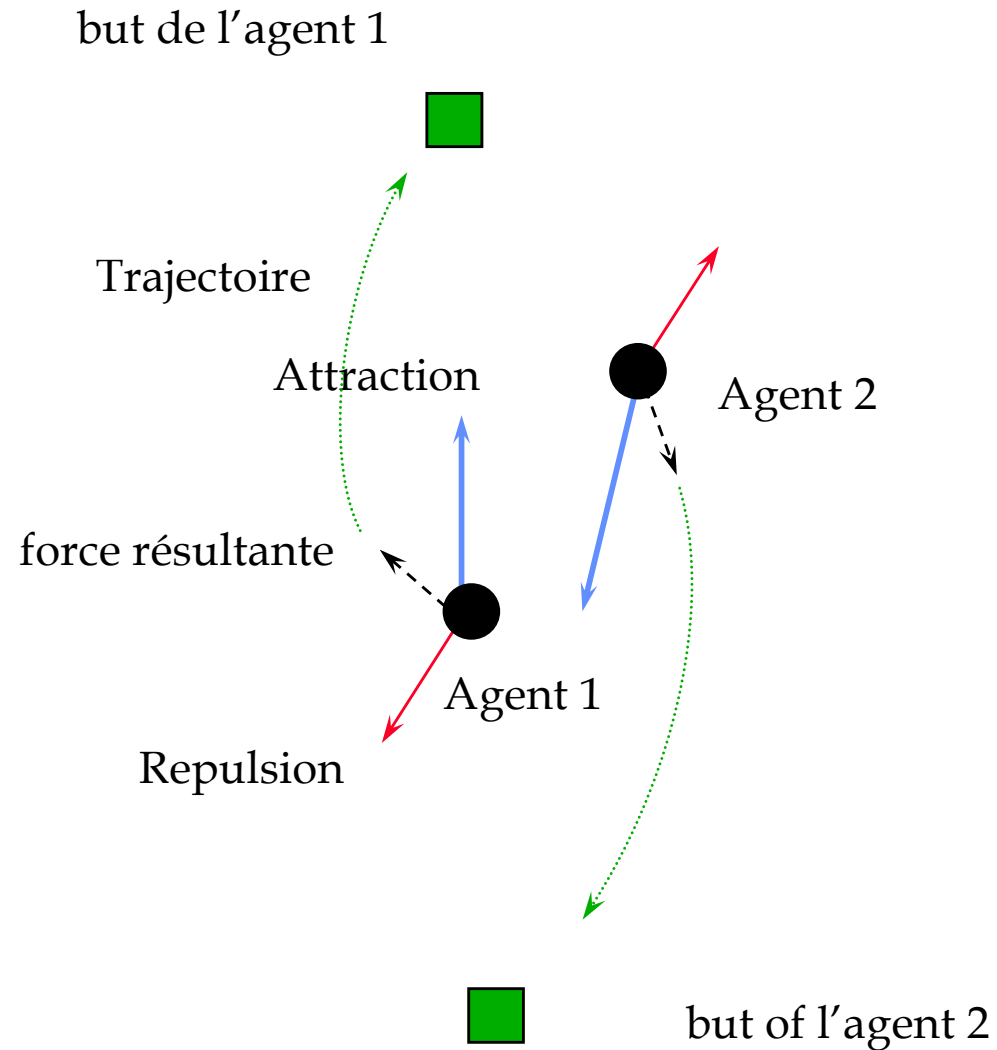 but de l’agent 1
Trajectoire
Attraction
Agent 2
force résultante
Agent 1
Repulsion
but of l’agent 2